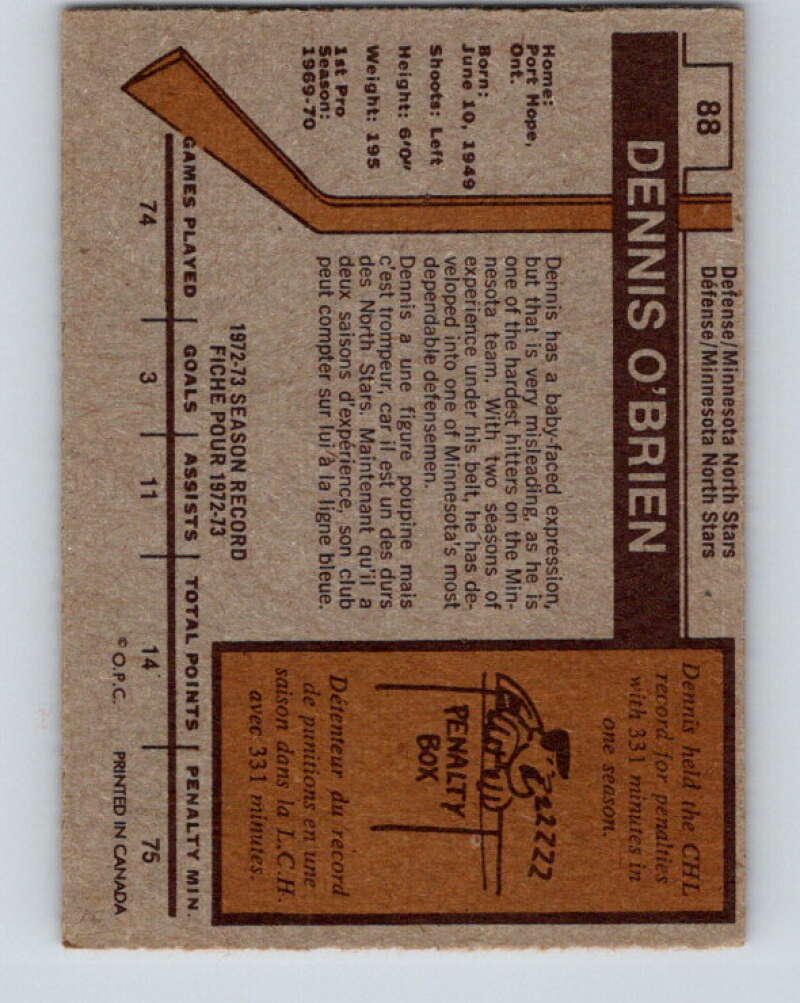 88
Defense/Minnesota North Stars
Défense/Minnesota North Stars
DENNIS O'BRIEN
Home:
Port Hope,
Ont.
Born:
June 10, 1949
Shoots: Left
Height: 6'0"
Weight: 195
1st Pro
Season:
1969-70
Dennis has a baby-faced expression,
but that is very misleading, as he is
one of the hardest hitters on the Min-
nesota team. With two seasons of
experience under his belt, he has de-
veloped into one of Minnesota's most
dependable defensemen.
Dennis a une figure poupine mais
c'est trompeur, car il est un des durs
des North Stars. Maintenant qu'il a
deux saisons d'expérience, son club
peut compter sur lui à la ligne bleue.
Dennis held the CHL
record for penalties
with 331 minutes in
one season.
ZZZZZ
PENALTY
BOX
Détenteur du record
de punitions en une
saison dans la L.C.H.
avec 331 minutes.
1972-73 SEASON RECORD
FICHE POUR 1972-73
GAMES PLAYED GOALS ASSISTS TOTAL POINTS PENALTY MIN.
74 3 11 14 75
© O.P.C. PRINTED IN CANADA